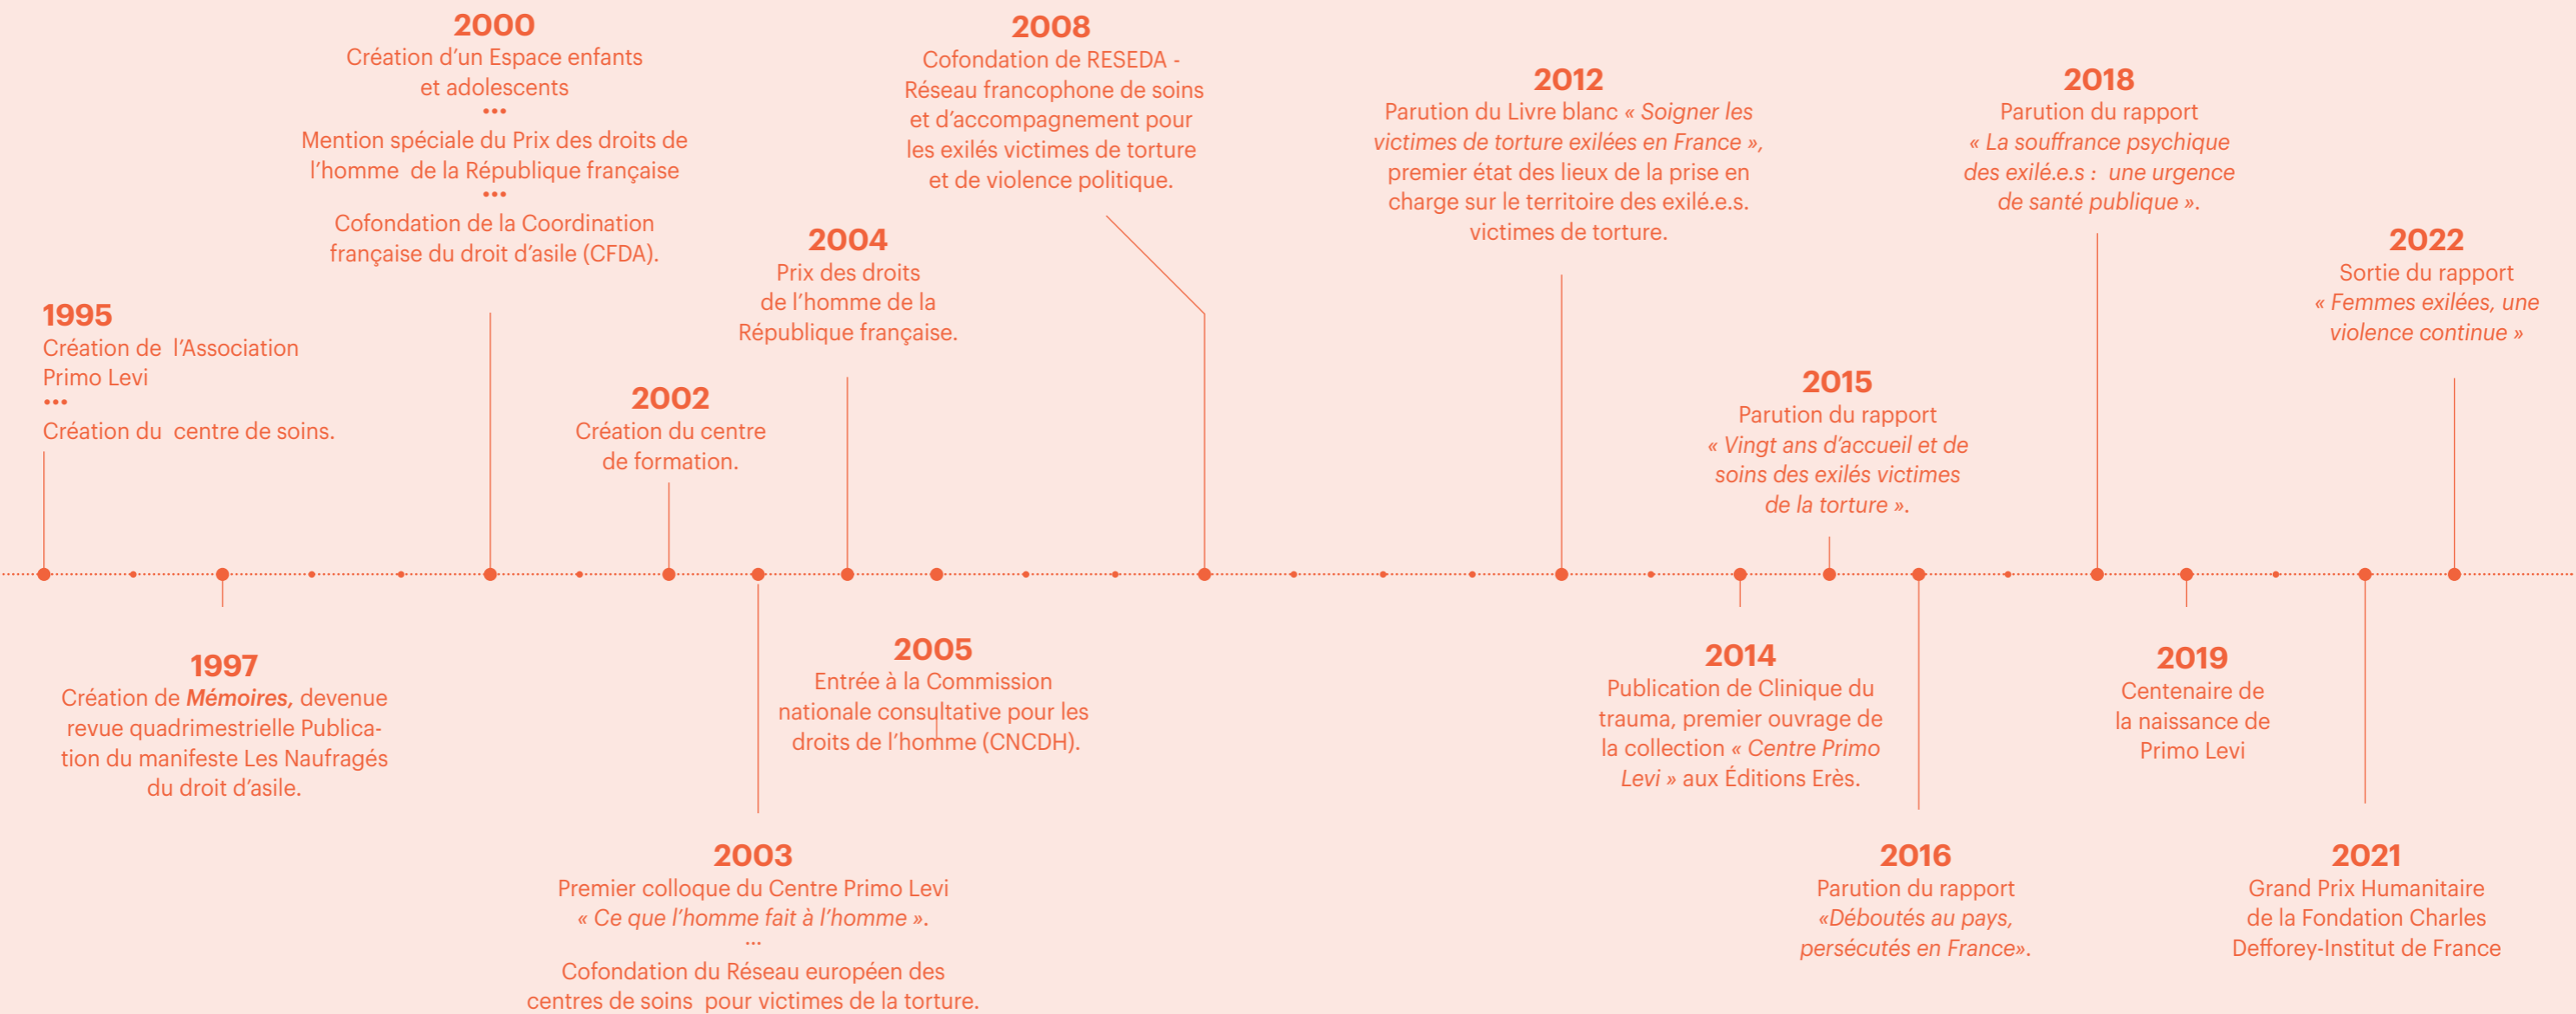 1995
Création de  l’Association
Primo Levi
•••
Création du  centre de soins.
1997
Création de Mémoires, devenue
revue quadrimestrielle Publica-
tion du manifeste Les Naufragés
du droit d’asile.
2000
Création d’un Espace enfants
et adolescents
•••
Mention spéciale du Prix des droits de
l’homme  de la République française
•••
Cofondation de la Coordination
française du droit d’asile (CFDA).
2002
Création du centre
de formation.
2003
Premier colloque du Centre Primo Levi
« Ce que l’homme fait à l’homme ».
...
Cofondation du Réseau européen des
centres de soins  pour victimes de la torture.
2004
Prix des droits
de l’homme de la
République française.
2005
Entrée à la Commission
nationale consultative pour les
droits de l’homme (CNCDH).
2008
Cofondation de RESEDA -
Réseau francophone de soins
et d’accompagnement pour
les exilés victimes de torture
et de violence politique.
2012
Parution du Livre blanc « Soigner les
victimes de torture exilées en France »,
premier état des lieux de la prise en
charge sur le territoire des exilé.e.s.
victimes de torture.
2014
Publication de Clinique du
trauma, premier ouvrage de
la collection « Centre Primo
Levi » aux Éditions Erès.
2015
Parution du rapport
« Vingt ans d’accueil et de
soins des exilés victimes
de la torture ».
2016
Parution du rapport
«Déboutés au pays,
persécutés en France».
2018
Parution du rapport
« La souffrance psychique
des exilé.e.s :  une urgence
de santé publique ».
2019
Centenaire de
la naissance de
Primo Levi
2021
Grand Prix Humanitaire
de la Fondation Charles
Defforey-Institut de France
2022
Sortie du rapport
« Femmes exilées, une
violence continue »